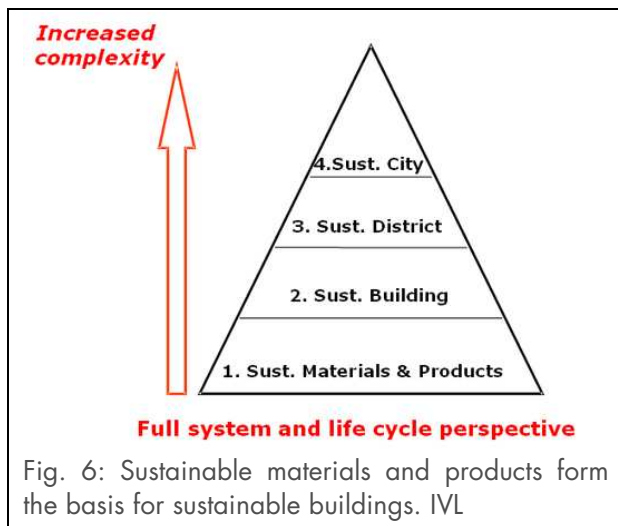 Increased
complexity
4.Sust. City
3. Sust. District
2. Sust. Building
1. Sust. Materials & Products
Full system and life cycle perspective
Fig. 6: Sustainable materials and products form
the basis for sustainable buildings. IVL